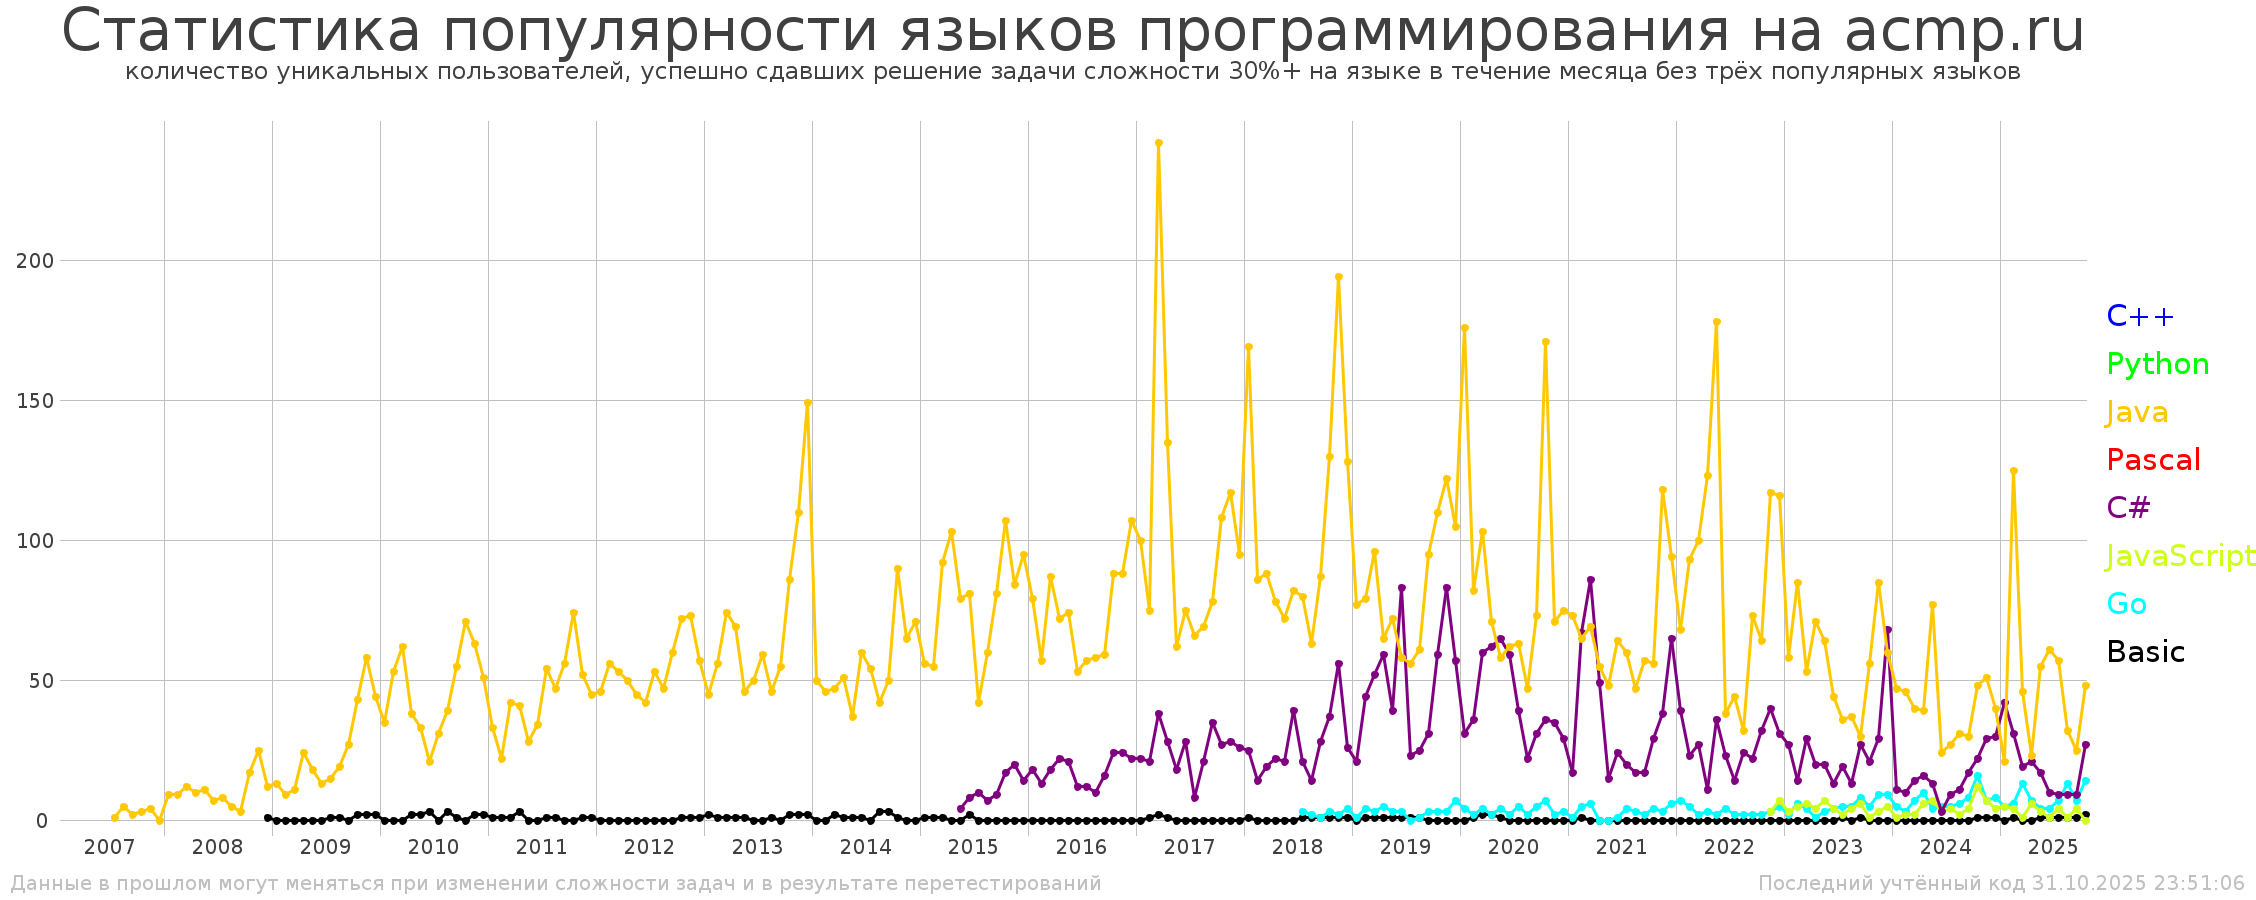 Статистика популярности языков программирования на acmp.ru
количество уникальных пользователей, успешно сдавших решение задачи сложности 30%+ на языке в течение месяца без трёх популярных языков
200
150
100
50
0
C++
Python
Java
Pascal
C#
JavaScript
Go
Basic
2007 2008 2009 2010 2011 2012 2013 2014 2015 2016 2017 2018 2019 2020 2021 2022 2023 2024 2025
Данные в прошлом могут меняться при изменении сложности задач и в результате перетестирований
Последний учтённый код 31.10.2025 23:51:06